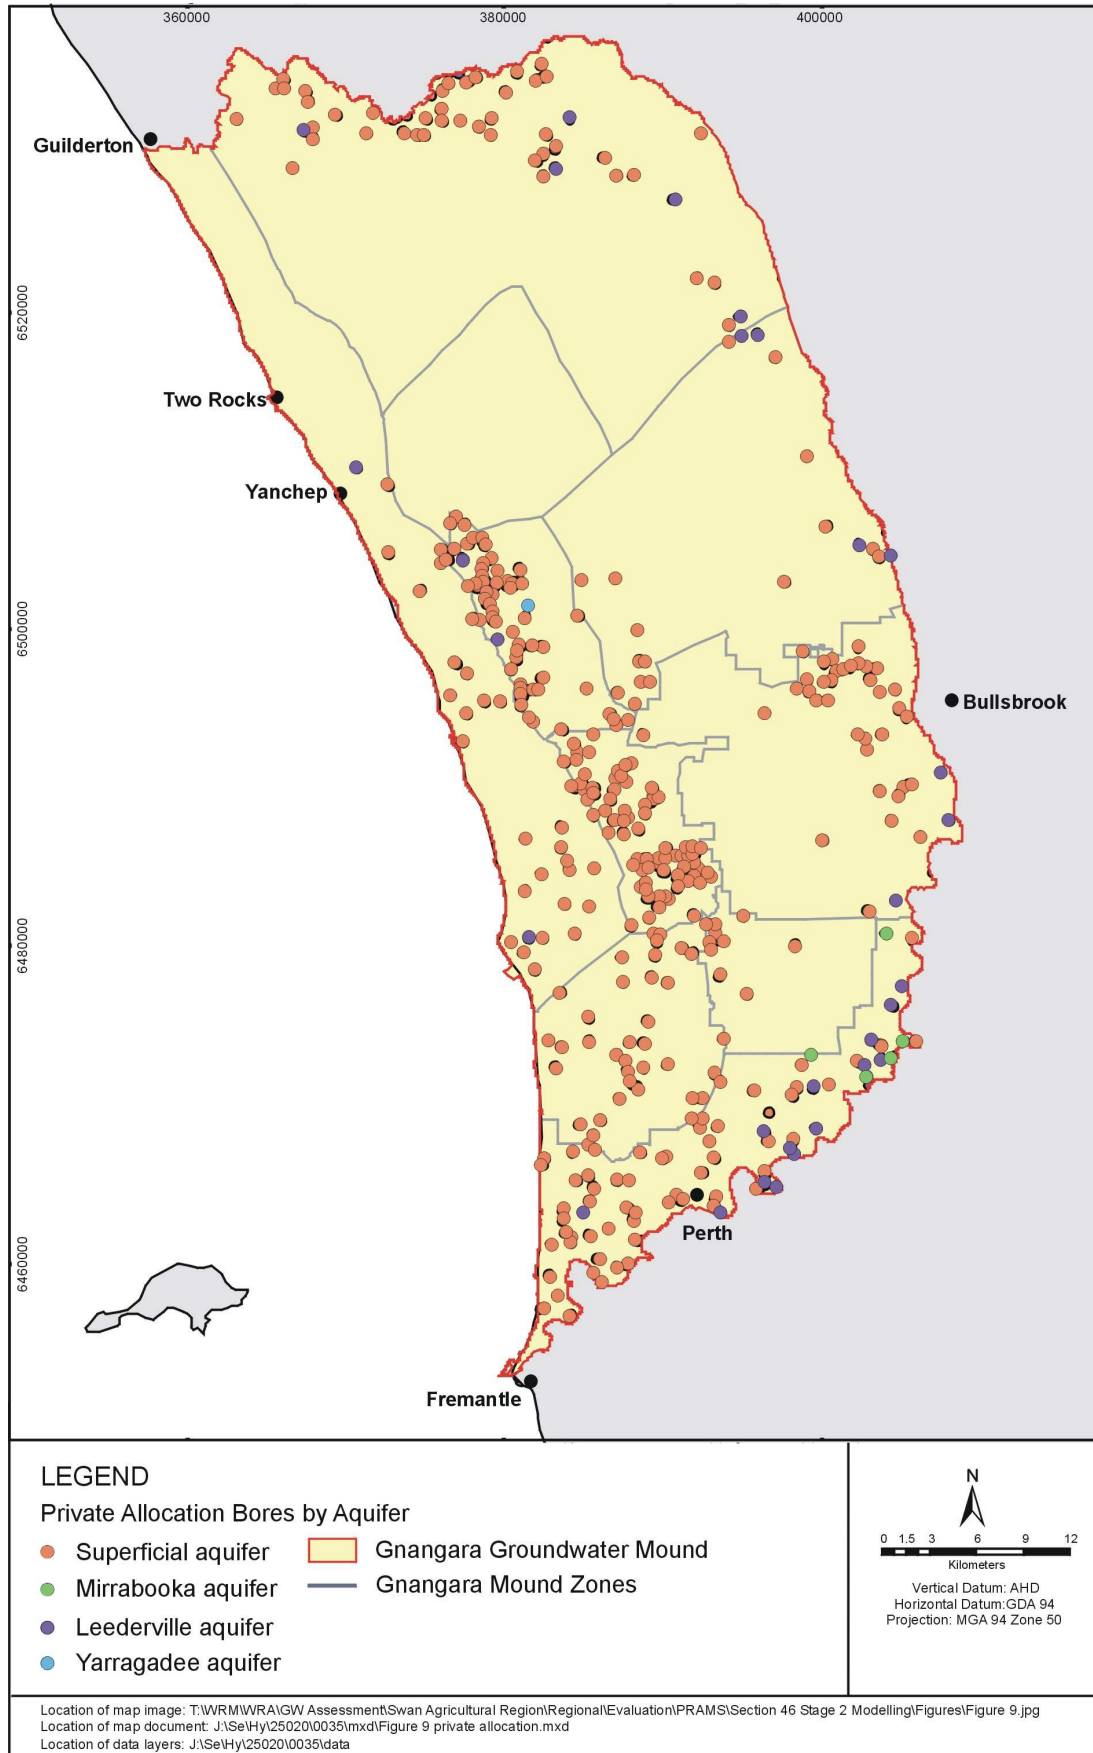 360000
380000
400000
Guilderton
6520000
Two Rocks
Yanchep
6500000
Bullsbrook
6480000
Perth
6460000
Fremantle
LEGEND
Private Allocation Bores by Aquifer
Superficial aquifer
Mirrabooka aquifer
Leederville aquifer
Yarragadee aquifer
Gnangara Groundwater Mound
Gnangara Mound Zones
N
0 1.5 3 6 9 12
Kilometers
Vertical Datum: AHD
Horizontal Datum:GDA 94
Projection: MGA 94 Zone 50
Location of map image: T:\WRM\WRA\GW Assessment\Swan Agricultural Region\Regional\Evaluation\PRAMS\Section 46 Stage 2 Modelling\Figures\Figure 9.jpg
Location of map document: J:\Se\Hy\25020\0035\mxd\Figure 9 private allocation.mxd
Location of data layers: J:\Se\Hy\25020\0035\data